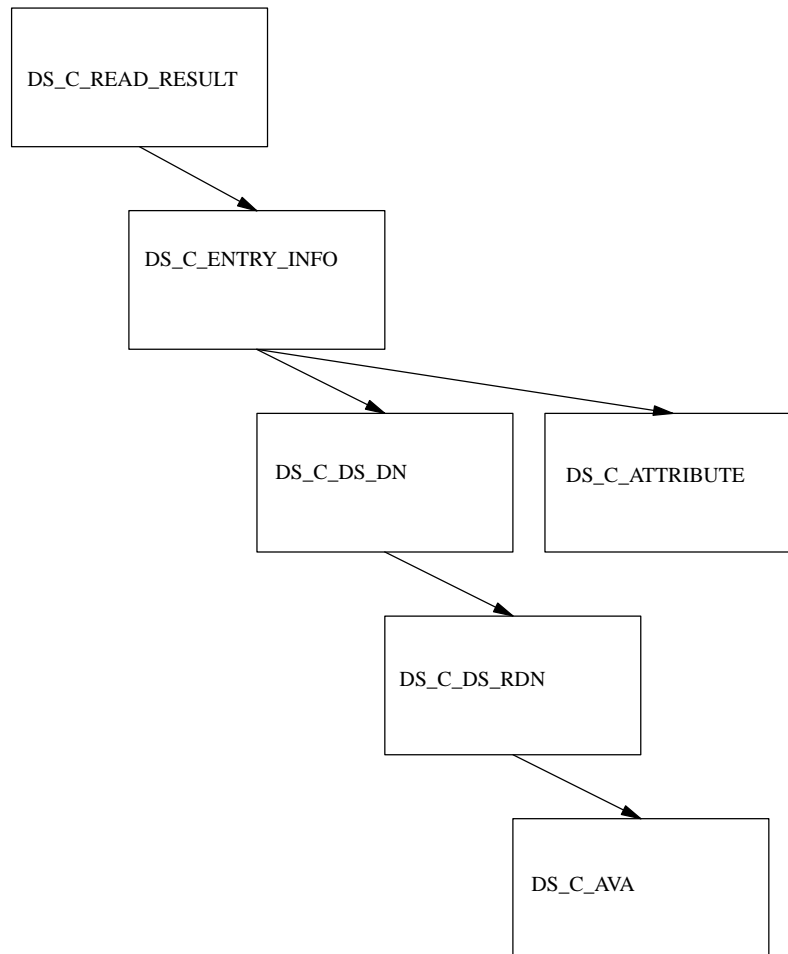 DS_C_READ_RESULT
DS_C_ENTRY_INFO
DS_C_DS_DN
DS_C_ATTRIBUTE
DS_C_DS_RDN
DS_C_AVA